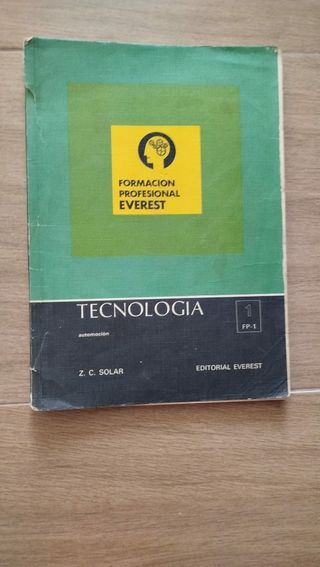 FORMACION
PROFESIONAL
EVEREST
TECNOLOGIA
1
FP-1
automoción
Z. C. SOLAR
EDITORIAL EVEREST